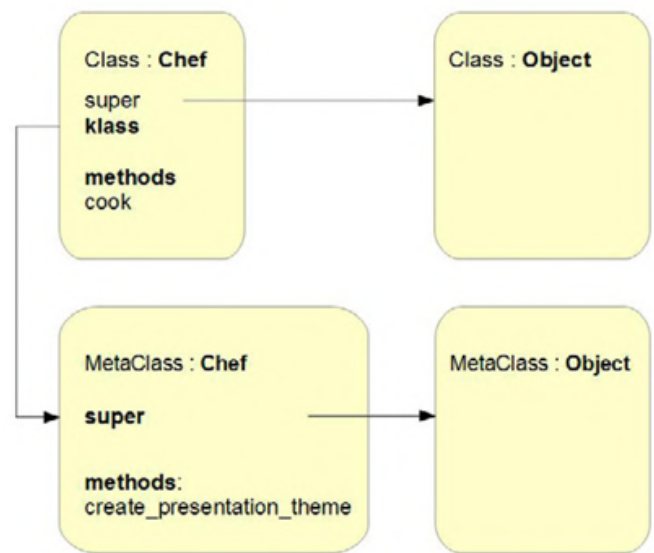 Class : Chef
super
klass
methods
cook
Class : Object
MetaClass : Chef
super
methods:
create_presentation_theme
MetaClass : Object